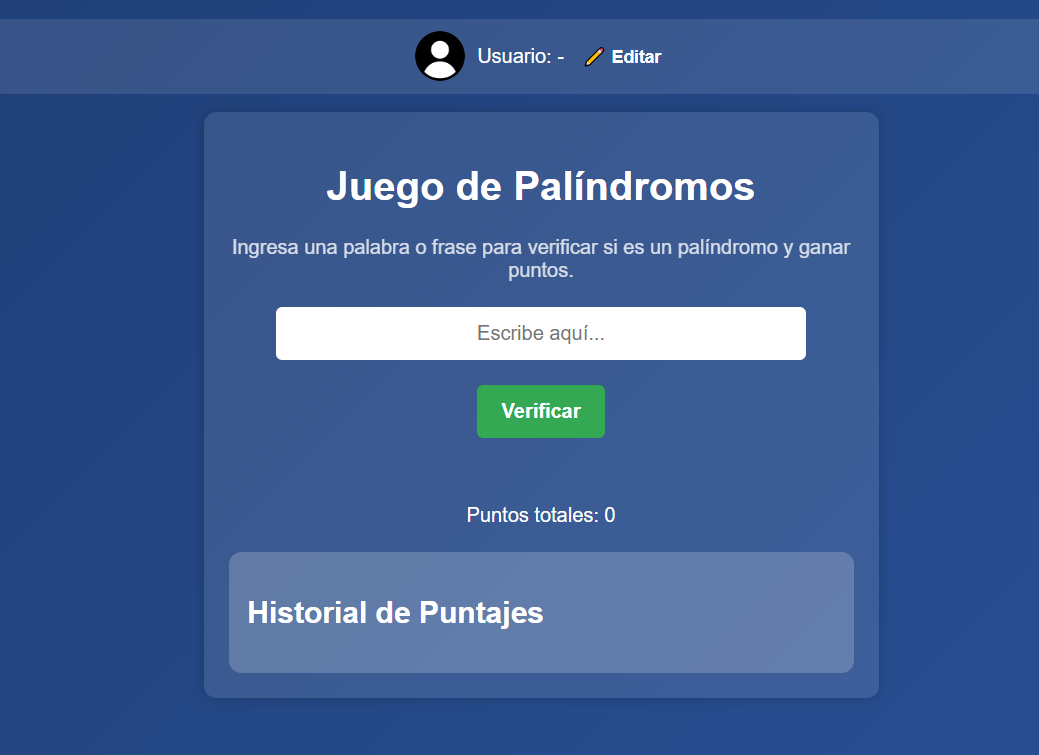 Usuario: - Editar
Juego de Palíndromos
Ingresa una palabra o frase para verificar si es un palíndromo y ganar
puntos.
Escribe aquí...
Verificar
Puntos totales: 0
Historial de Puntajes